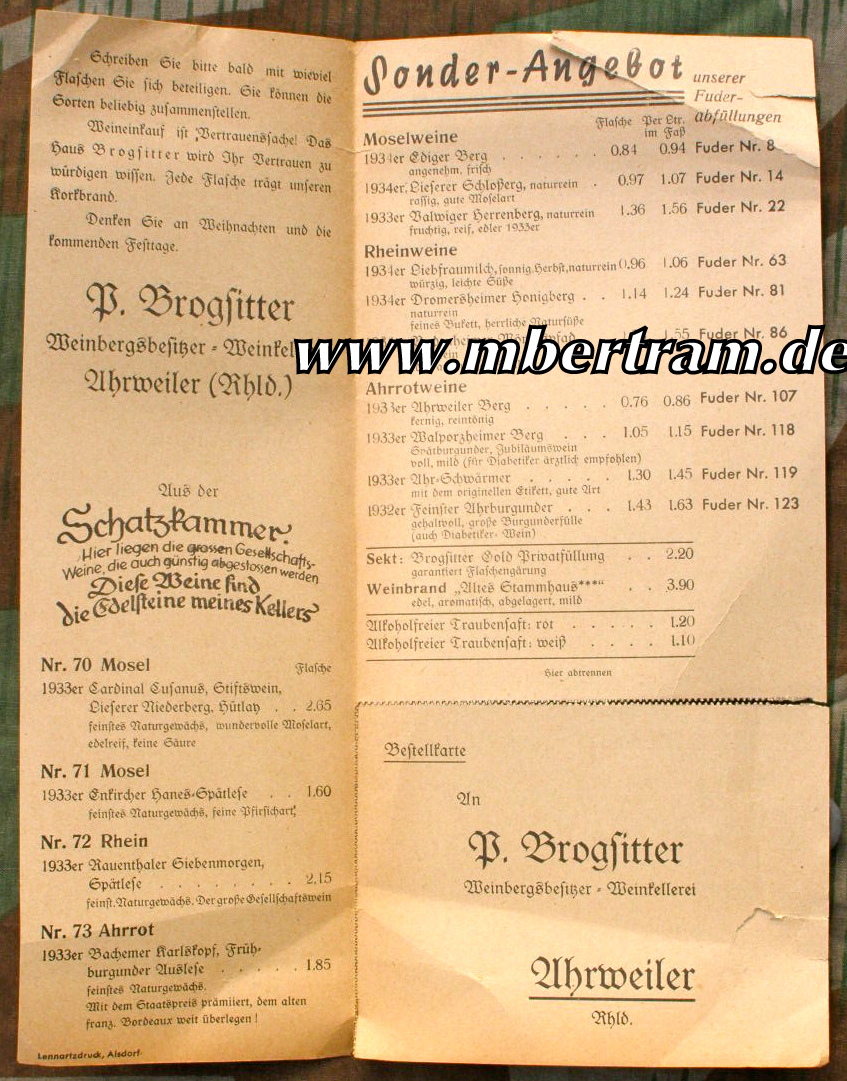 Schreiben Sie bitte bald mit wieviel
Flaschen Sie sich beteiligen. Sie können die
Sorten beliebig zusammenstellen.
Weineinkauf ist Vertrauenssache! Das
Haus Brogsitter wird Ihr Vertrauen zu
würdigen wissen. Jede Flasche trägt unseren
Korkbrand.
Denken Sie an Weihnachten und die
kommenden Festtage.
P. Brogsitter
Weinbergsbesitzer - Weinkel
Ahrweiler (Rhld.)
Aus der
Schatzkammer.
Hier liegen die grossen Gesellschafts-
Weine, die auch günstig abgestossen werden
Diese Weine sind
die Edelsteine meines Kellers
Nr. 70 Mosel Flasche
1933er Cardinal Cusanus, Stiftswein,
Lieserer Niederberg, Hütlay . . 2.65
feinstes Naturgewächs, wundervolle Moselart,
edelreif, keine Säure
Nr. 71 Mosel
1933er Enkircher Hanes-Spätlese . . 1.60
feinstes Naturgewächs, feine Pfirsichart,
Nr. 72 Rhein
1933er Rauenthaler Siebenmorgen,
Spätlese . . . . . . . . 2.15
feinst. Naturgewächs. Der große Gesellschaftswein
Nr. 73 Ahrrot
1933er Bachemer Karlskopf, Früh-
burgunder Auslese . . . . . 1.85
feinstes Naturgewächs.
Mit dem Staatspreis prämiiert, dem alten
franz. Bordeaux weit überlegen!
Lennartzdruck, Alsdorf
Sonder-Angebot unserer
Fuder-
abfüllungen
Flasche Per Ltr.
im Faß
Moselweine
1934er Ediger Berg . . . . . . 0.84 0.94 Fuder Nr. 8
angenehm, frisch
1934er Lieserer Schloßberg, naturrein . 0.97 1.07 Fuder Nr. 14
rassig, gute Moselart
1933er Valwiger Herrenberg, naturrein 1.36 1.56 Fuder Nr. 22
fruchtig, reif, edler 1933er
Rheinweine
1934er Liebfraumilch, sonnig. Herbst, naturrein 0.96 1.06 Fuder Nr. 63
würzig, leichte Süße
1934er Dromersheimer Honigberg . . 1.14 1.24 Fuder Nr. 81
naturrein
feines Bukett, herrliche Natursüße
1.55 Fuder Nr. 86
www.mbertram.de
Ahrrotweine
1933er Ahrweiler Berg . . . . . 0.76 0.86 Fuder Nr. 107
kernig, reintönig
1933er Walporzheimer Berg . . . 1.05 1.15 Fuder Nr. 118
Spätburgunder, Jubiläumswein
voll, mild (für Diabetiker ärztlich empfohlen)
1933er Ahr-Schwärmer . . . . . 1.30 1.45 Fuder Nr. 119
mit dem originellen Etikett, gute Art
1932er Feinster Ahrburgunder . . . 1.43 1.63 Fuder Nr. 123
gehaltvoll, große Burgunderfülle
(auch Diabetiker-Wein)
Sekt: Brogsitter Gold Privatfüllung . . 2.20
garantiert Flaschengärung
Weinbrand „Altes Stammhaus***“ . . 3.90
edel, aromatisch, abgelagert, mild
Alkoholfreier Traubensaft: rot . . . . . 1.20
Alkoholfreier Traubensaft: weiß . . . . 1.10
Hier abtrennen
Bestellkarte
An
P. Brogsitter
Weinbergsbesitzer - Weinkellerei
Ahrweiler
Rhld.